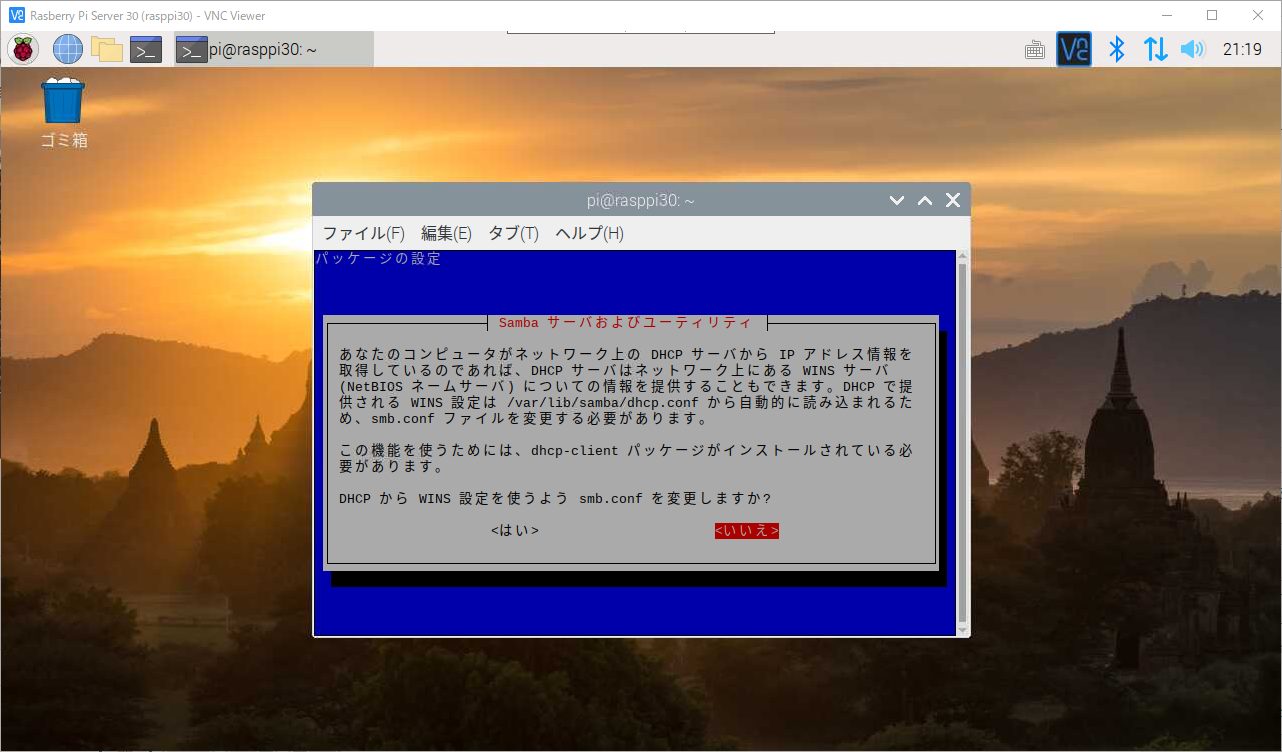 Rasberry Pi Server 30 (rasppi30) - VNC Viewer
pi@rasppi30: ~
21:19
ゴミ箱
pi@rasppi30: ~
ファイル(F) 編集(E) タブ(T) ヘルプ(H)
パッケージの設定
Samba サーバおよびユーティリティ
あなたのコンピュータがネットワーク上の DHCP サーバから IP アドレス情報を
取得しているのであれば、DHCP サーバはネットワーク上にある WINS サーバ
(NetBIOS ネームサーバ) についての情報を提供することもできます。DHCP で提
供される WINS 設定は /var/lib/samba/dhcp.conf から自動的に読み込まれるた
め、smb.conf ファイルを変更する必要があります。
この機能を使うためには、dhcp-client パッケージがインストールされている必
要があります。
DHCP から WINS 設定を使うよう smb.conf を変更しますか?
<はい> <いいえ>